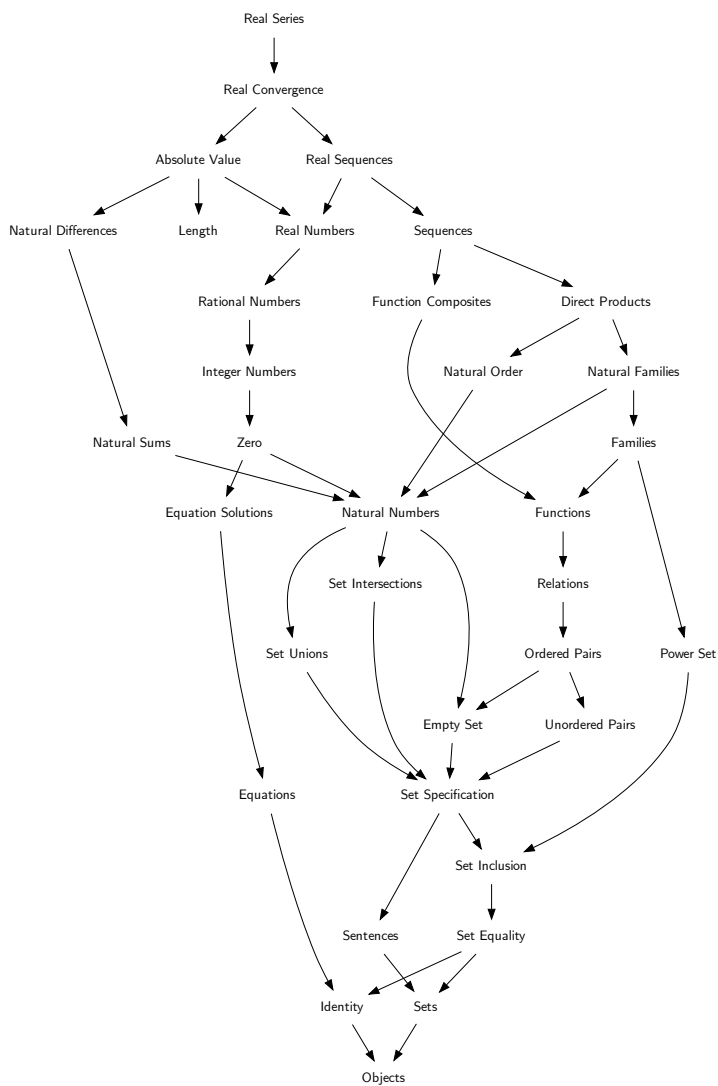 Real Series
Real Convergence
Absolute Value
Real Sequences
Natural Differences
Length
Real Numbers
Sequences
Rational Numbers
Function Composites
Direct Products
Integer Numbers
Natural Order
Natural Families
Natural Sums
Zero
Families
Equation Solutions
Natural Numbers
Functions
Set Intersections
Relations
Set Unions
Ordered Pairs
Power Set
Empty Set
Unordered Pairs
Equations
Set Specification
Set Inclusion
Sentences
Set Equality
Identity
Sets
Objects